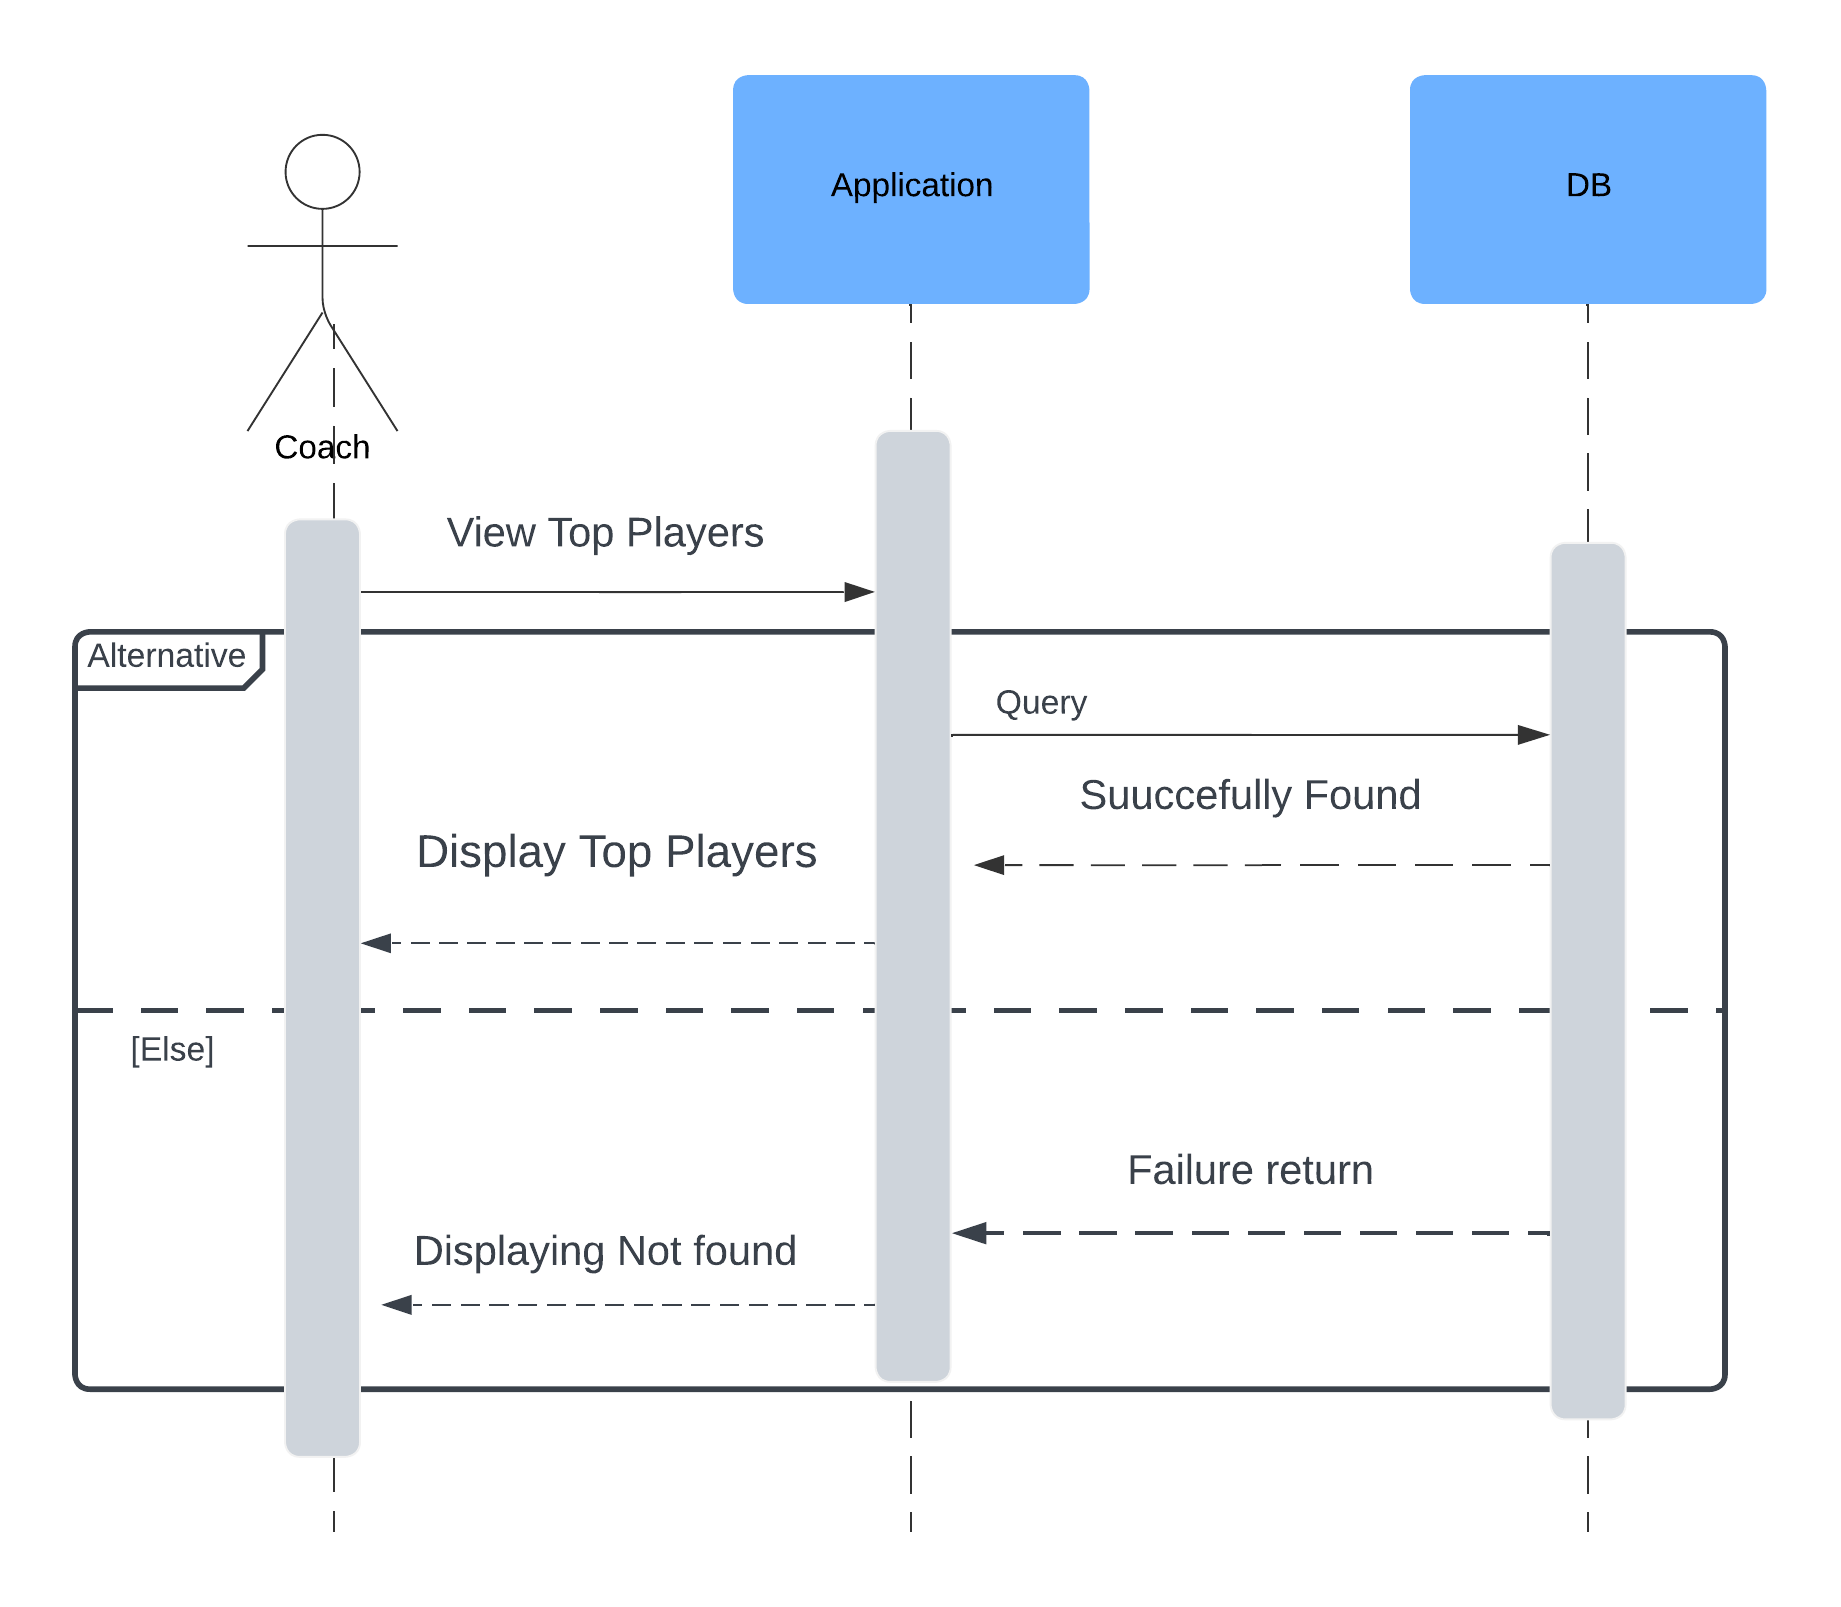 Application
DB
Coach
View Top Players
Alternative
Query
Suuccefully Found
Display Top Players
[Else]
Failure return
Displaying Not found